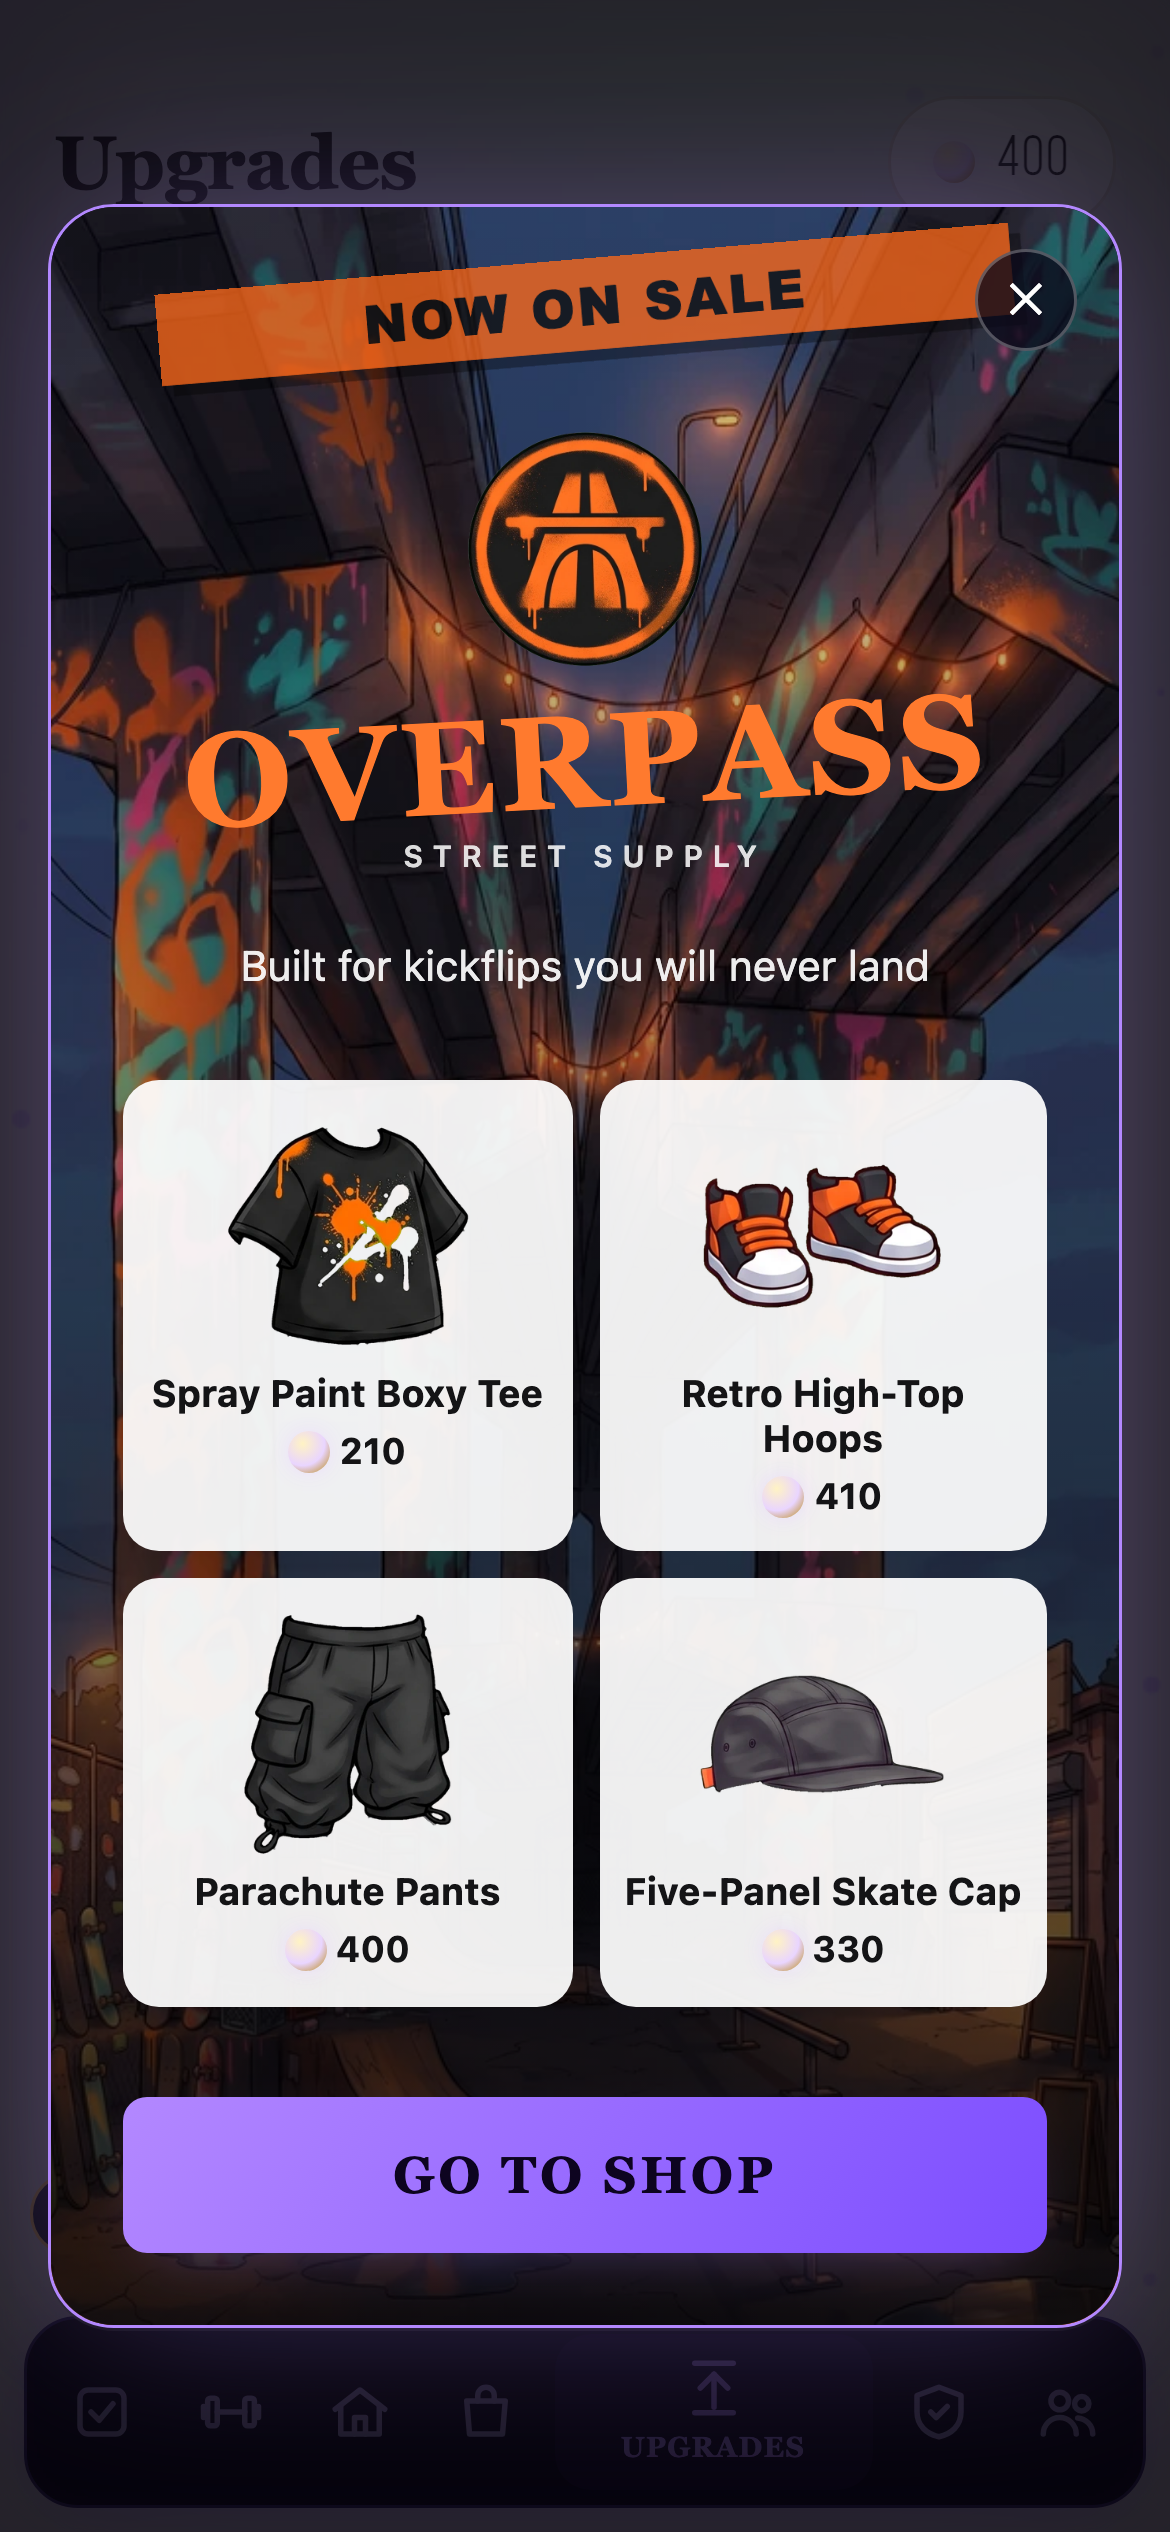 Upgrades
400
NOW ON SALE
OVERPASS
STREET SUPPLY
Built for kickflips you will never land
Spray Paint Boxy Tee
210
Retro High-Top
Hoops
410
Parachute Pants
400
Five-Panel Skate Cap
330
GO TO SHOP
UPGRADES